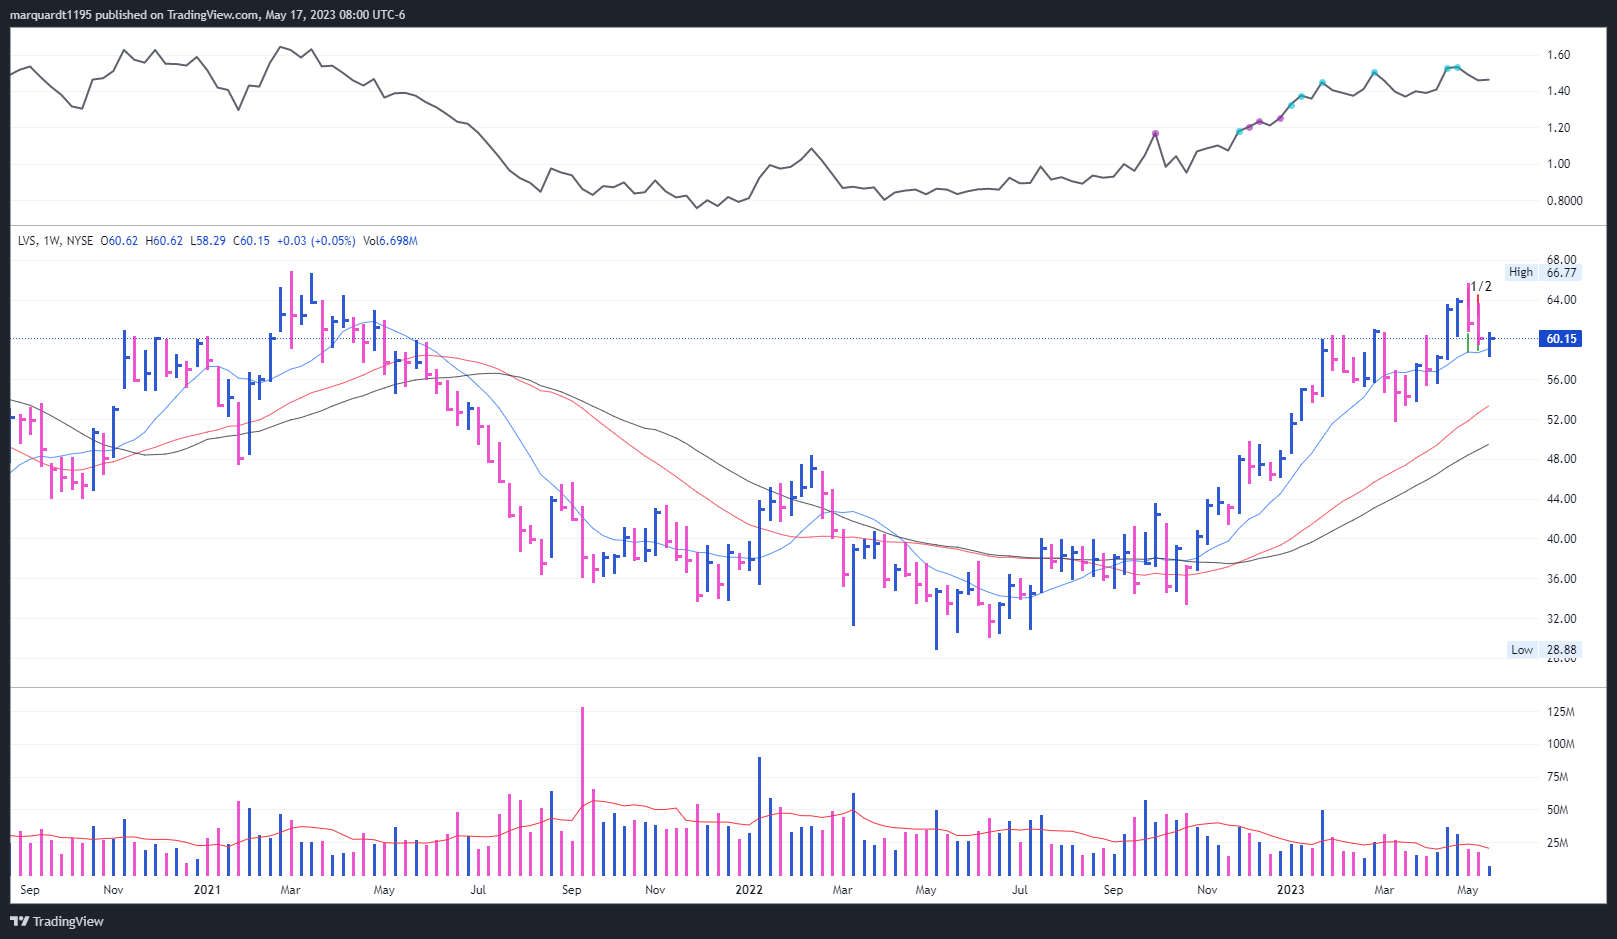 marquardt1195 published on TradingView.com, May 17, 2023 08:00 UTC-6
1.60
1.40
1.20
1.00
0.8000
LVS, 1W, NYSE O60.62 H60.62 L58.29 C60.15 +0.03 (+0.05%) Vol6.698M
68.00
High 66.77
1/2
64.00
60.15
56.00
52.00
48.00
44.00
40.00
36.00
32.00
Low 28.88
28.00
125M
100M
75M
50M
25M
Sep Nov 2021 Mar May Jul Sep Nov 2022 Mar May Jul Sep Nov 2023 Mar May
TradingView